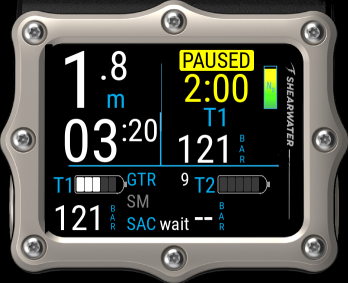 1.8
m
03:20
PAUSED
2:00
T1
121 BAR
N₂
SHEARWATER
T1
GTR
9
T2
SM
121 BAR
SAC wait
-- BAR